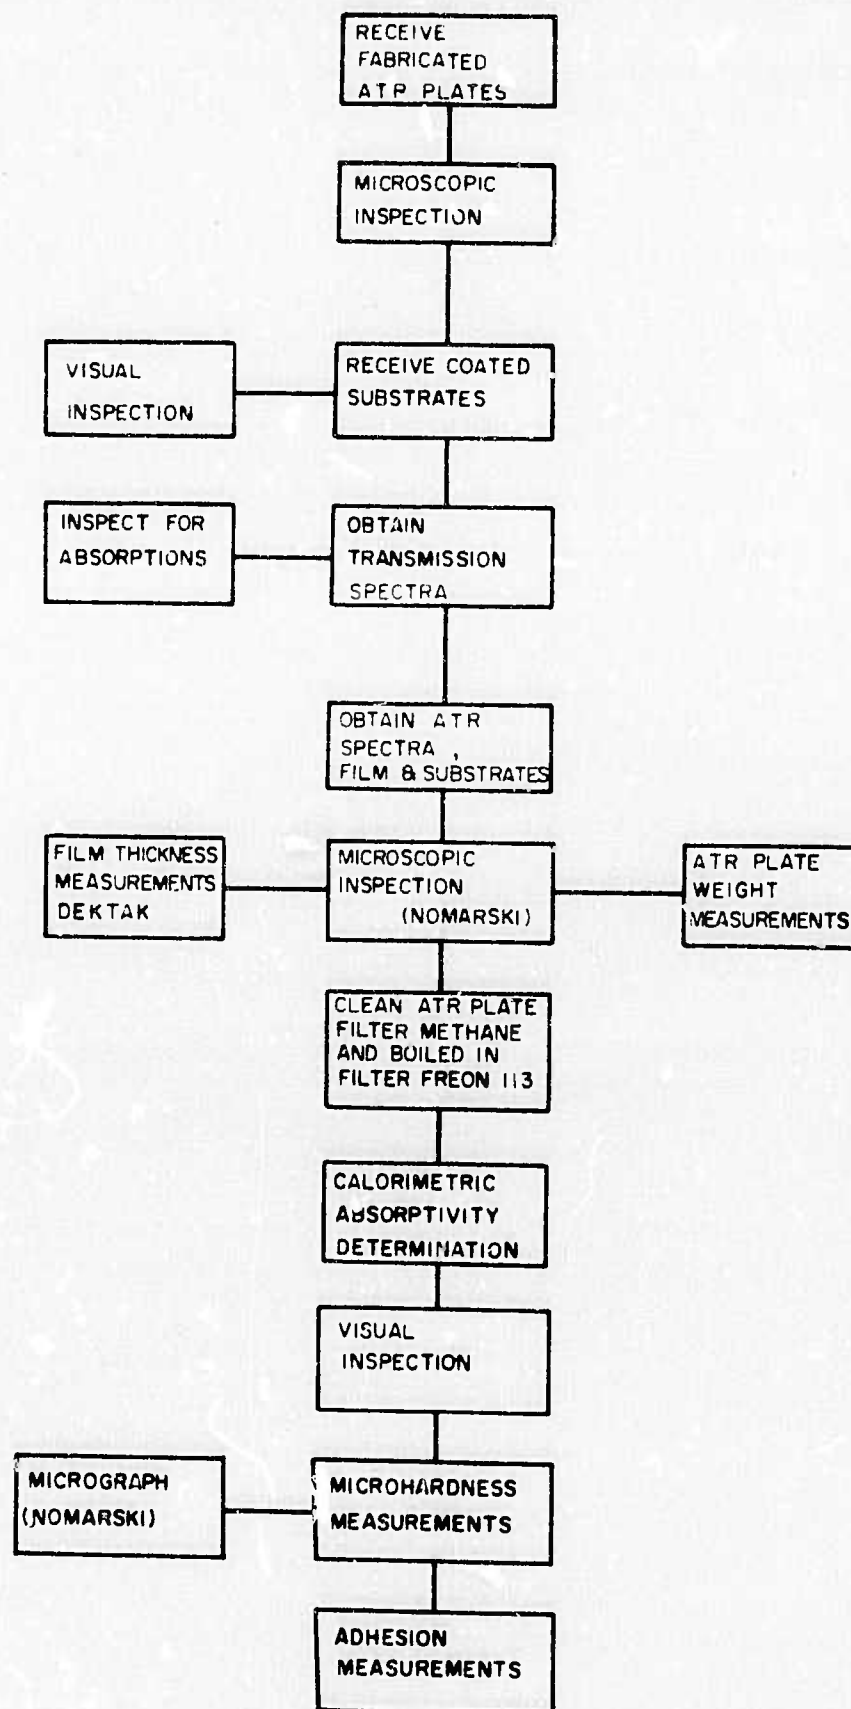 RECEIVE
FABRICATED
ATR PLATES
MICROSCOPIC
INSPECTION
VISUAL
INSPECTION
RECEIVE COATED
SUBSTRATES
INSPECT FOR
ABSORPTIONS
OBTAIN
TRANSMISSION
SPECTRA
OBTAIN ATR
SPECTRA ,
FILM & SUBSTRATES
FILM THICKNESS
MEASUREMENTS
DEKTAK
MICROSCOPIC
INSPECTION
(NOMARSKI)
ATR PLATE
WEIGHT
MEASUREMENTS
CLEAN ATR PLATE
FILTER METHANE
AND BOILED IN
FILTER FREON 113
CALORIMETRIC
ABSORPTIVITY
DETERMINATION
VISUAL
INSPECTION
MICROGRAPH
(NOMARSKI)
MICROHARDNESS
MEASUREMENTS
ADHESION
MEASUREMENTS